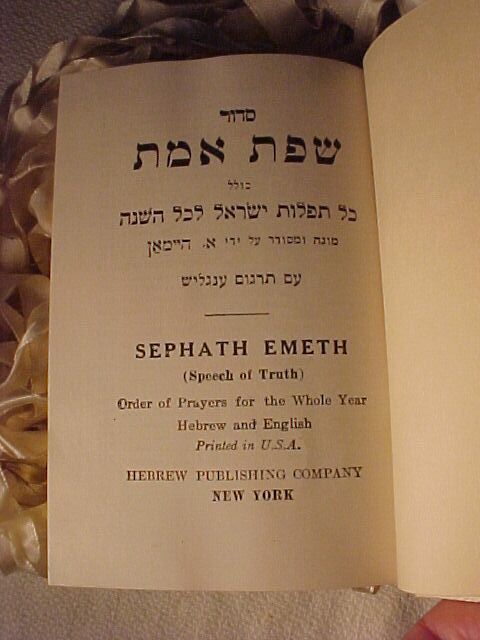 סדור
שפת אמת
כולל
כל תפלות ישראל לכל השנה
מוגה ומסודר על ידי א. היימאַן
עם תרגום ענגליש
SEPHATH EMETH
(Speech of Truth)
Order of Prayers for the Whole Year
Hebrew and English
Printed in U.S.A.
HEBREW PUBLISHING COMPANY
NEW YORK